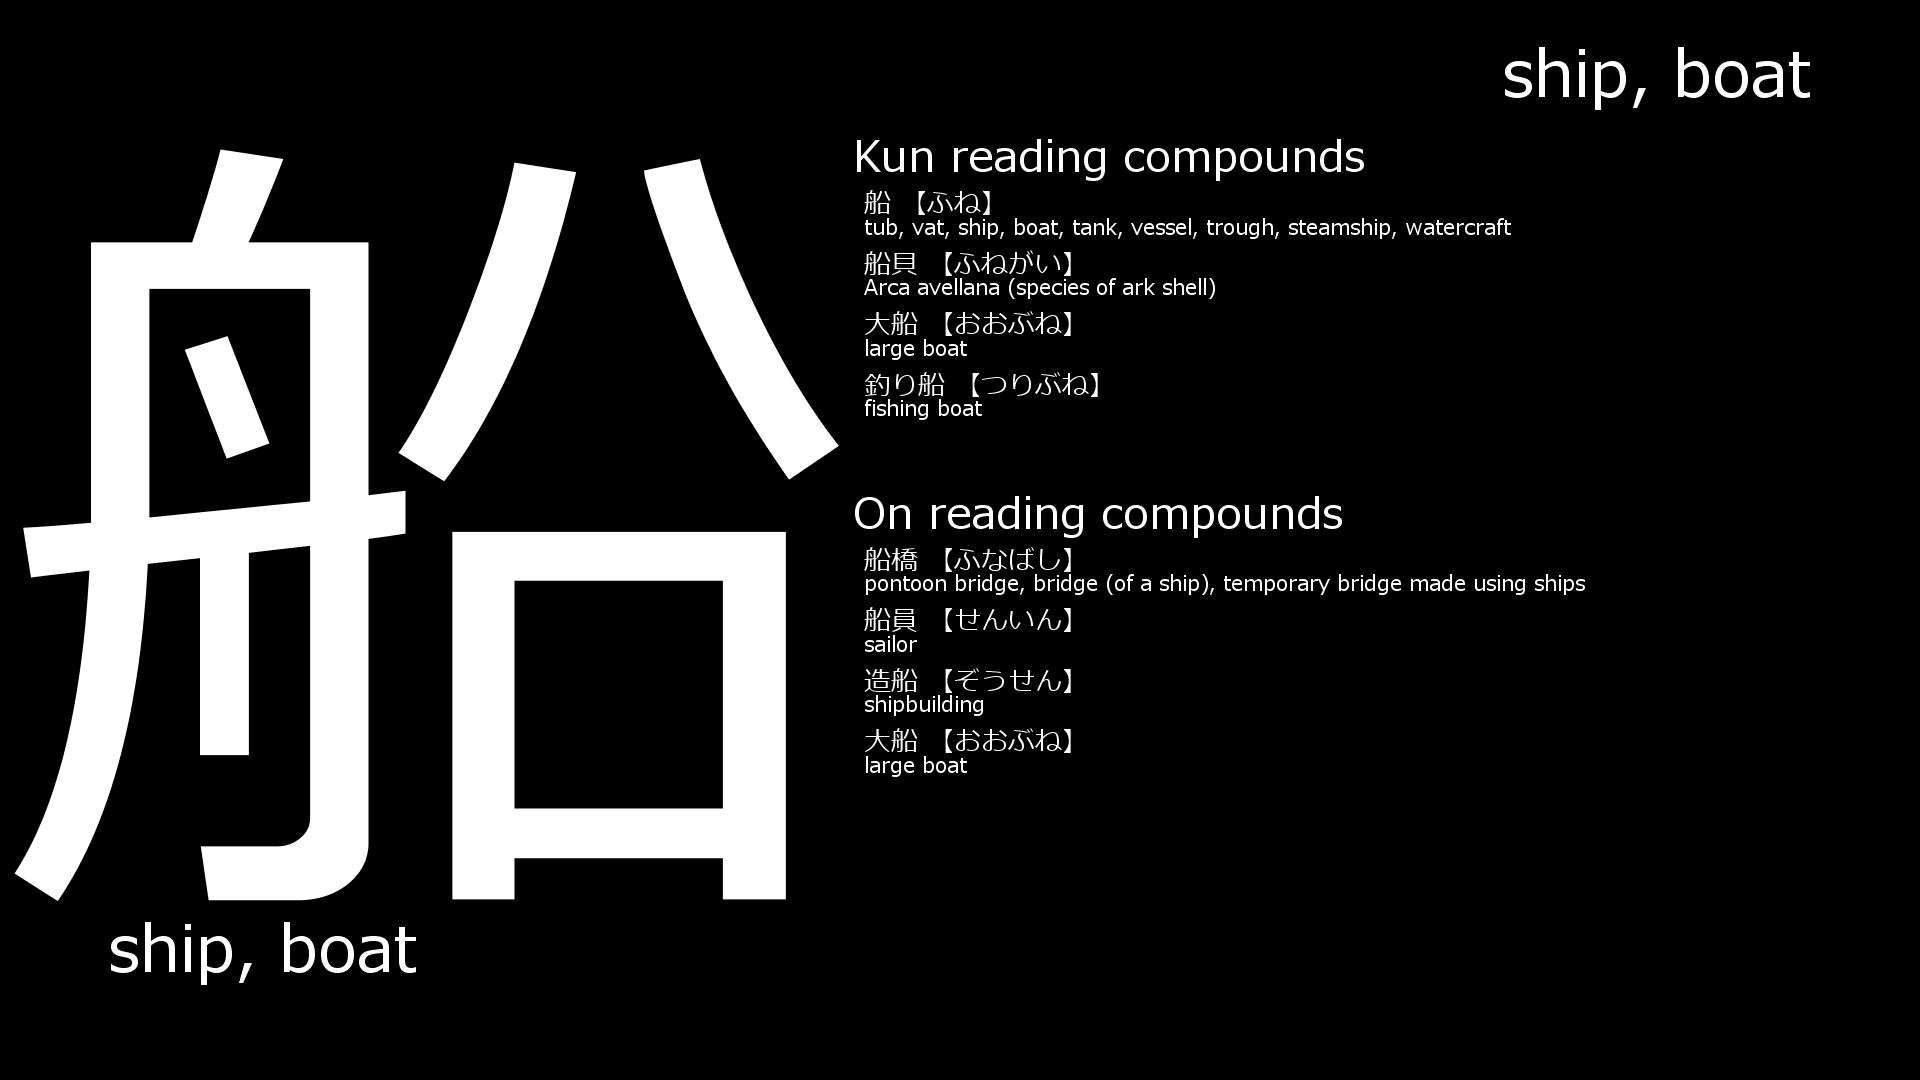 ship, boat
船
ship, boat
Kun reading compounds
船 【ふね】
tub, vat, ship, boat, tank, vessel, trough, steamship, watercraft
船貝 【ふねがい】
Arca avellana (species of ark shell)
大船 【おおぶね】
large boat
釣り船 【つりぶね】
fishing boat
On reading compounds
船橋 【ふなばし】
pontoon bridge, bridge (of a ship), temporary bridge made using ships
船員 【せんいん】
sailor
造船 【ぞうせん】
shipbuilding
大船 【おおぶね】
large boat